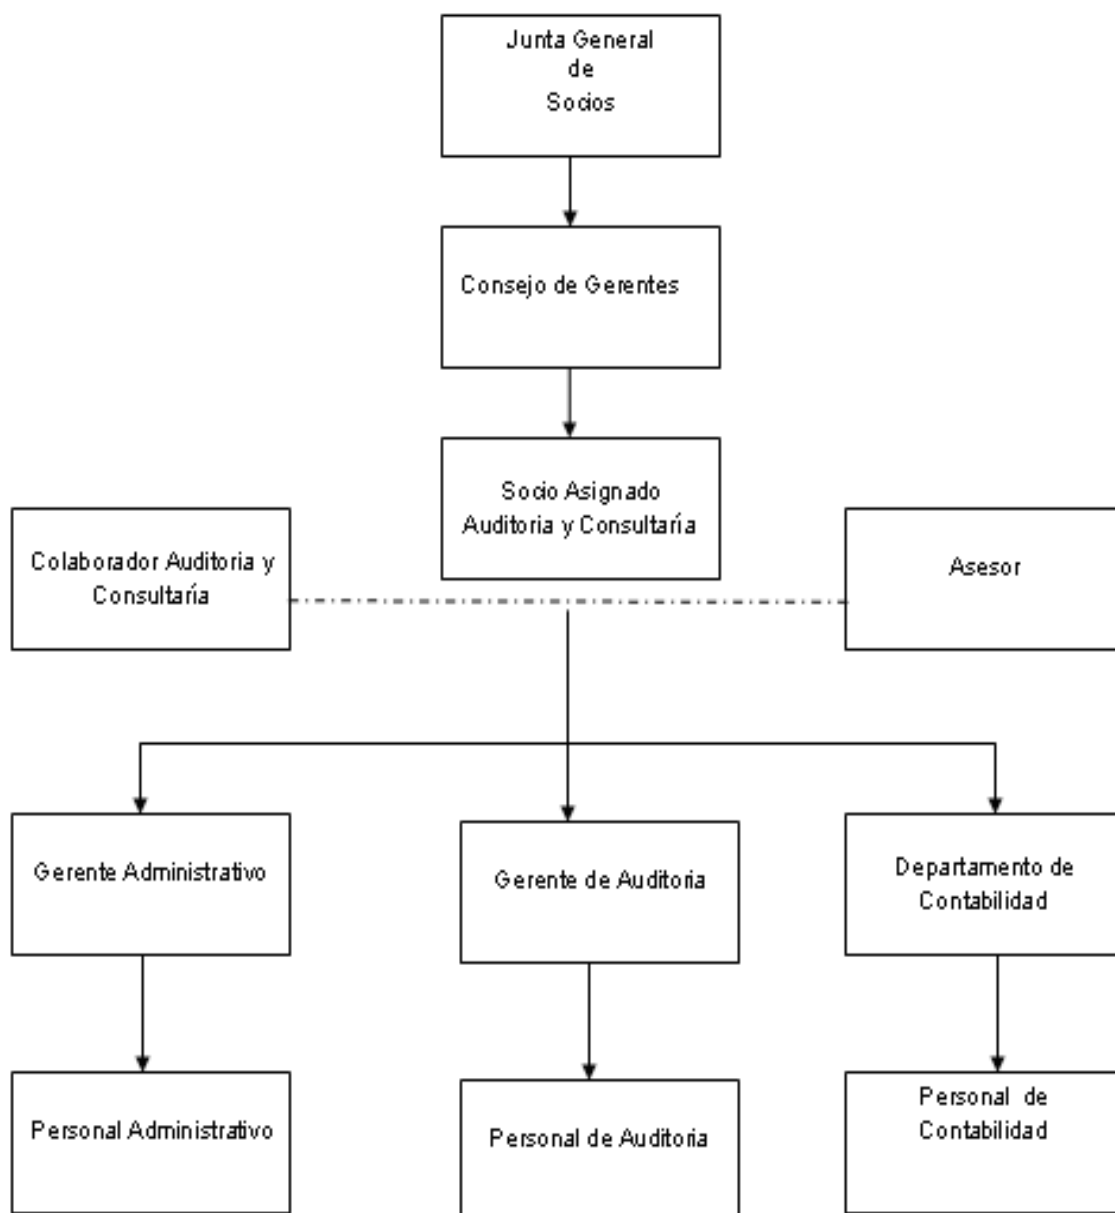 Junta General
de
Socios
Consejo de Gerentes
Socio Asignado
Auditoria y Consultaría
Colaborador Auditoria y
Consultaría
Asesor
Gerente Administrativo
Gerente de Auditoria
Departamento de
Contabilidad
Personal Administrativo
Personal de Auditoria
Personal de
Contabilidad